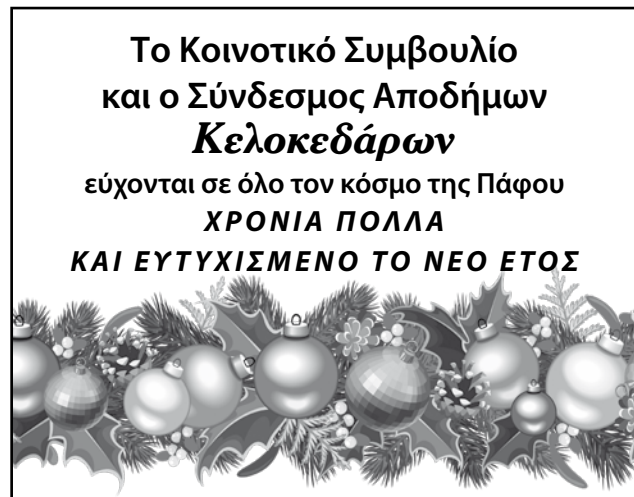 Το Κοινοτικό Συμβουλίο
και ο Σύνδεσμος Αποδήμων
Κελοκεδάρων
εύχονται σε όλο τον κόσμο της Πάφου
ΧΡΟΝΙΑ ΠΟΛΛΑ
ΚΑΙ ΕΥΤΥΧΙΣΜΕΝΟ ΤΟ ΝΕΟ ΕΤΟΣ